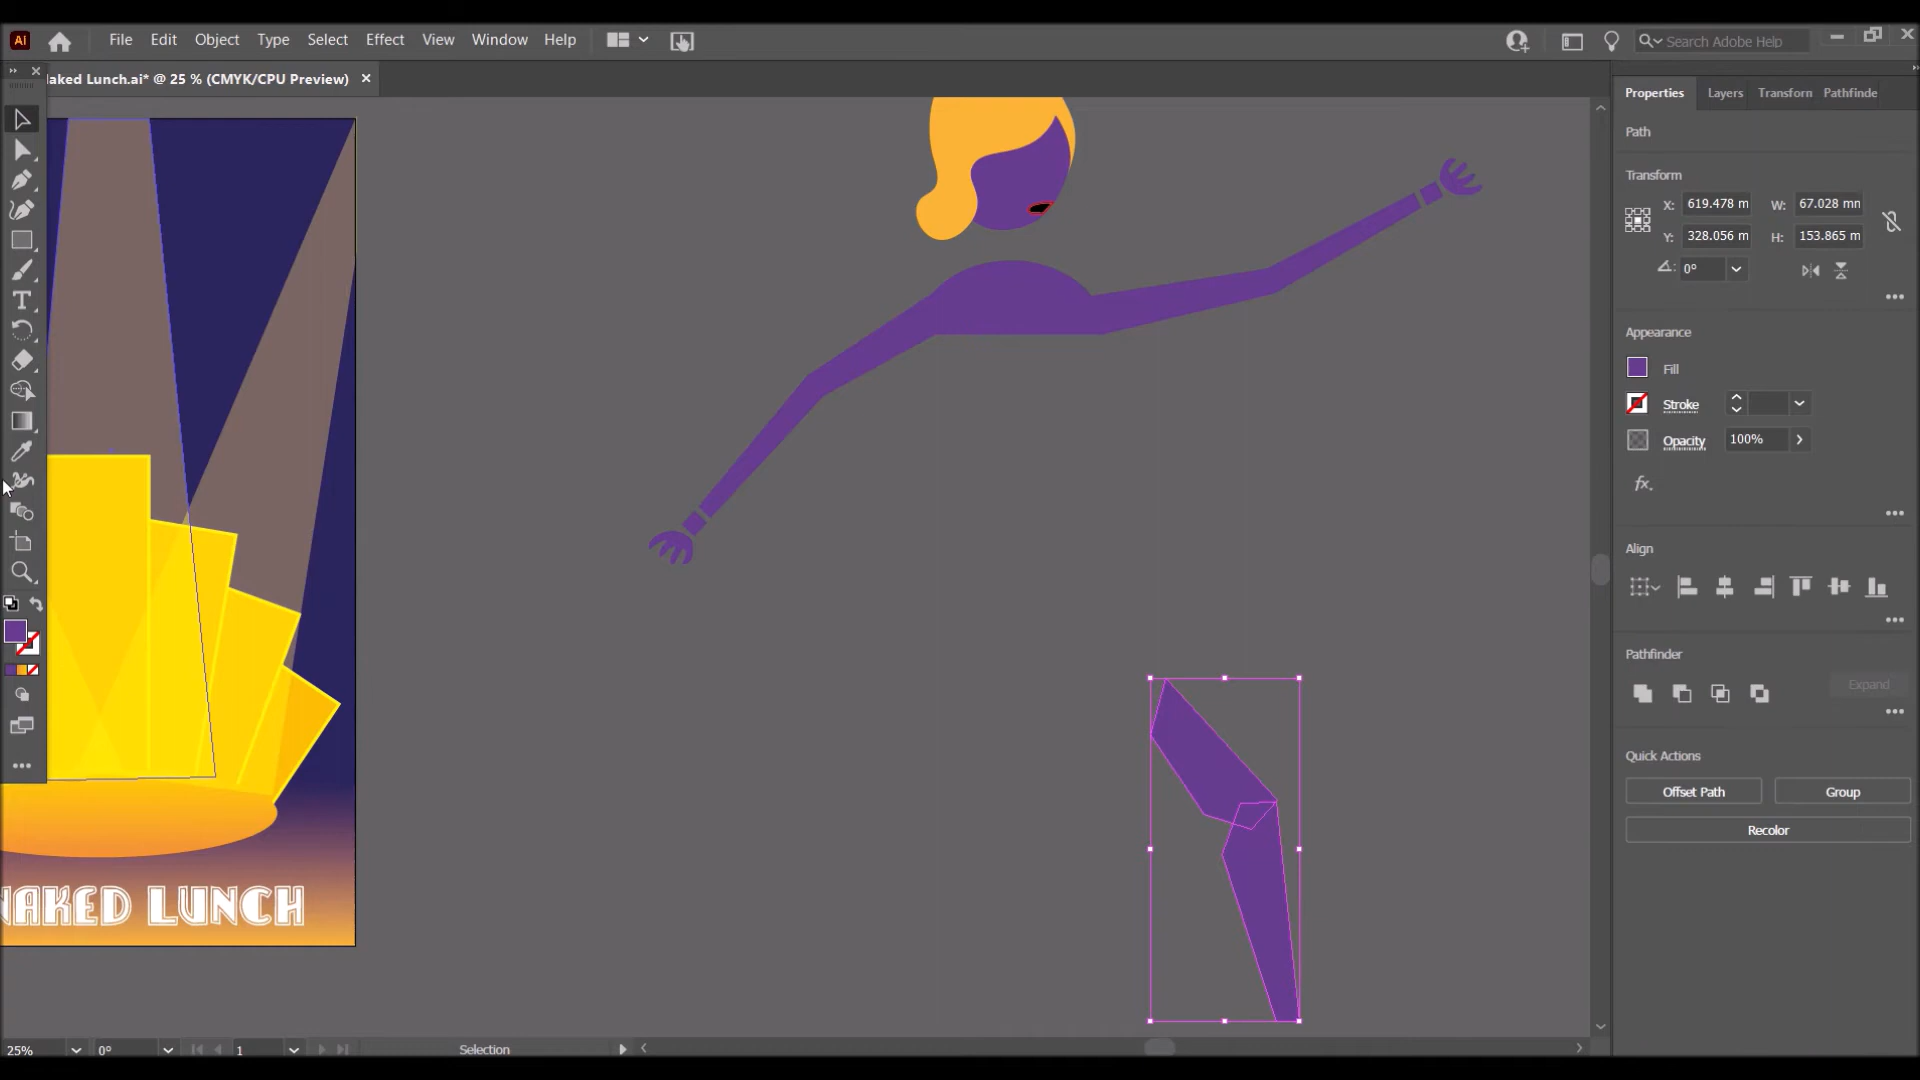 Ai File Edit Object Type Select Effect View Window Help Search Adobe Help
aked Lunch.ai* @ 25 % (CMYK/CPU Preview)
Properties Layers Transforn Pathfinde
Path
Transform
X: 619.478 m W: 67.028 mn
Y: 328.056 m H: 153.865 m
0°
Appearance
Fill
Stroke
Opacity 100%
fx.
Align
Pathfinder
Expand
Quick Actions
Offset Path Group
Recolor
NAKED LUNCH
25% 0° 1 Selection